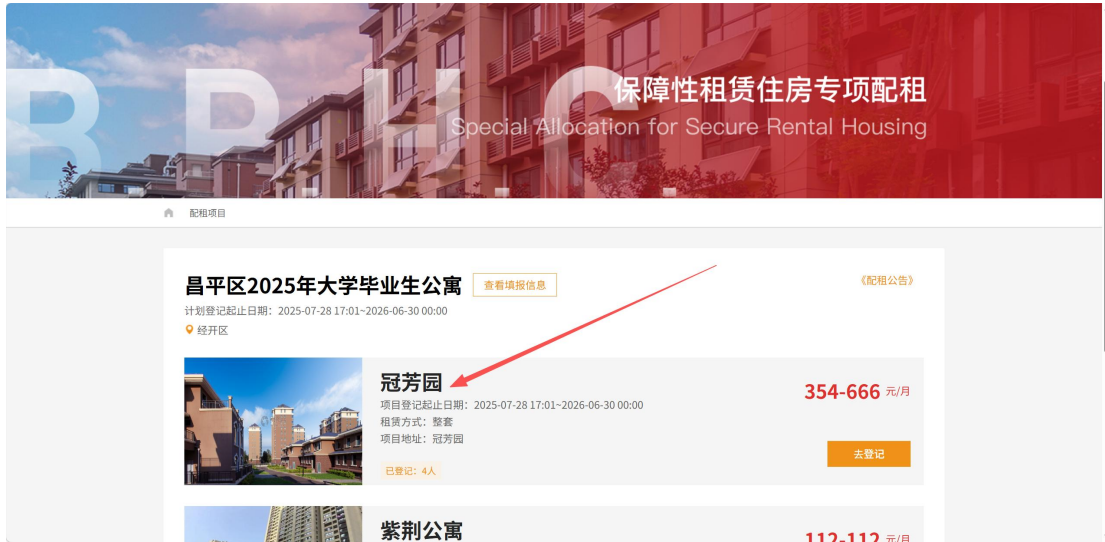 B.P.H.C.
保障性租赁住房专项配租
Special Allocation for Secure Rental Housing
配租项目
昌平区2025年大学毕业生公寓
查看填报信息
《配租公告》
计划登记起止日期：2025-07-28 17:01~2026-06-30 00:00
经开区
冠芳园
项目登记起止日期：2025-07-28 17:01~2026-06-30 00:00
354-666 元/月
租赁方式：整套
项目地址：冠芳园
去登记
已登记：4人
紫荆公寓
112-112 元/月